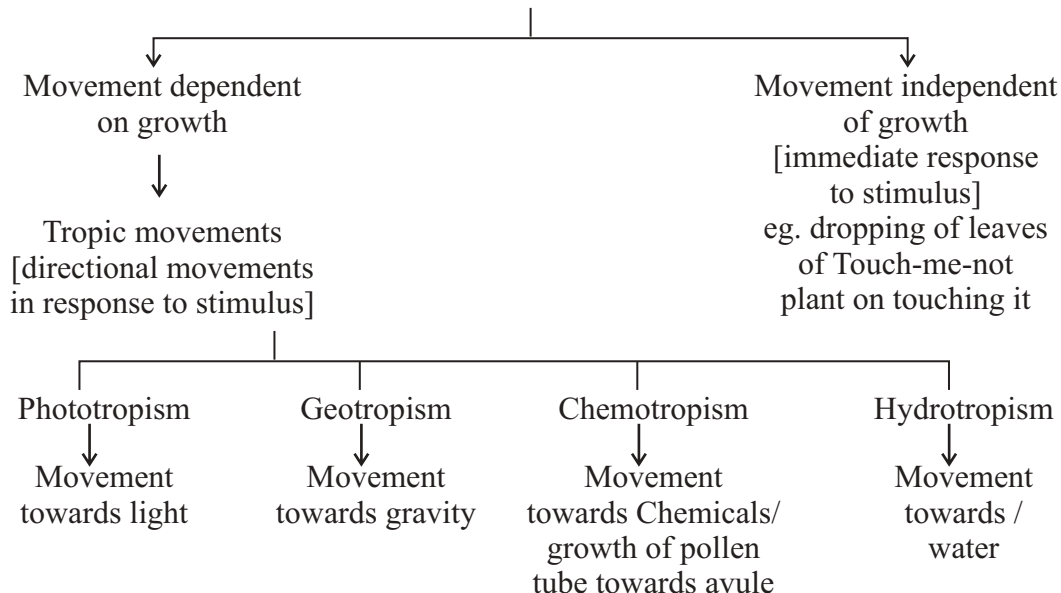 Movement dependent
on growth
Movement independent
of growth
[immediate response
to stimulus]
eg. dropping of leaves
of Touch-me-not
plant on touching it
Tropic movements
[directional movements
in response to stimulus]
Phototropism
Geotropism
Chemotropism
Hydrotropism
Movement
towards light
Movement
towards gravity
Movement
towards Chemicals/
growth of pollen
tube towards avule
Movement
towards /
water